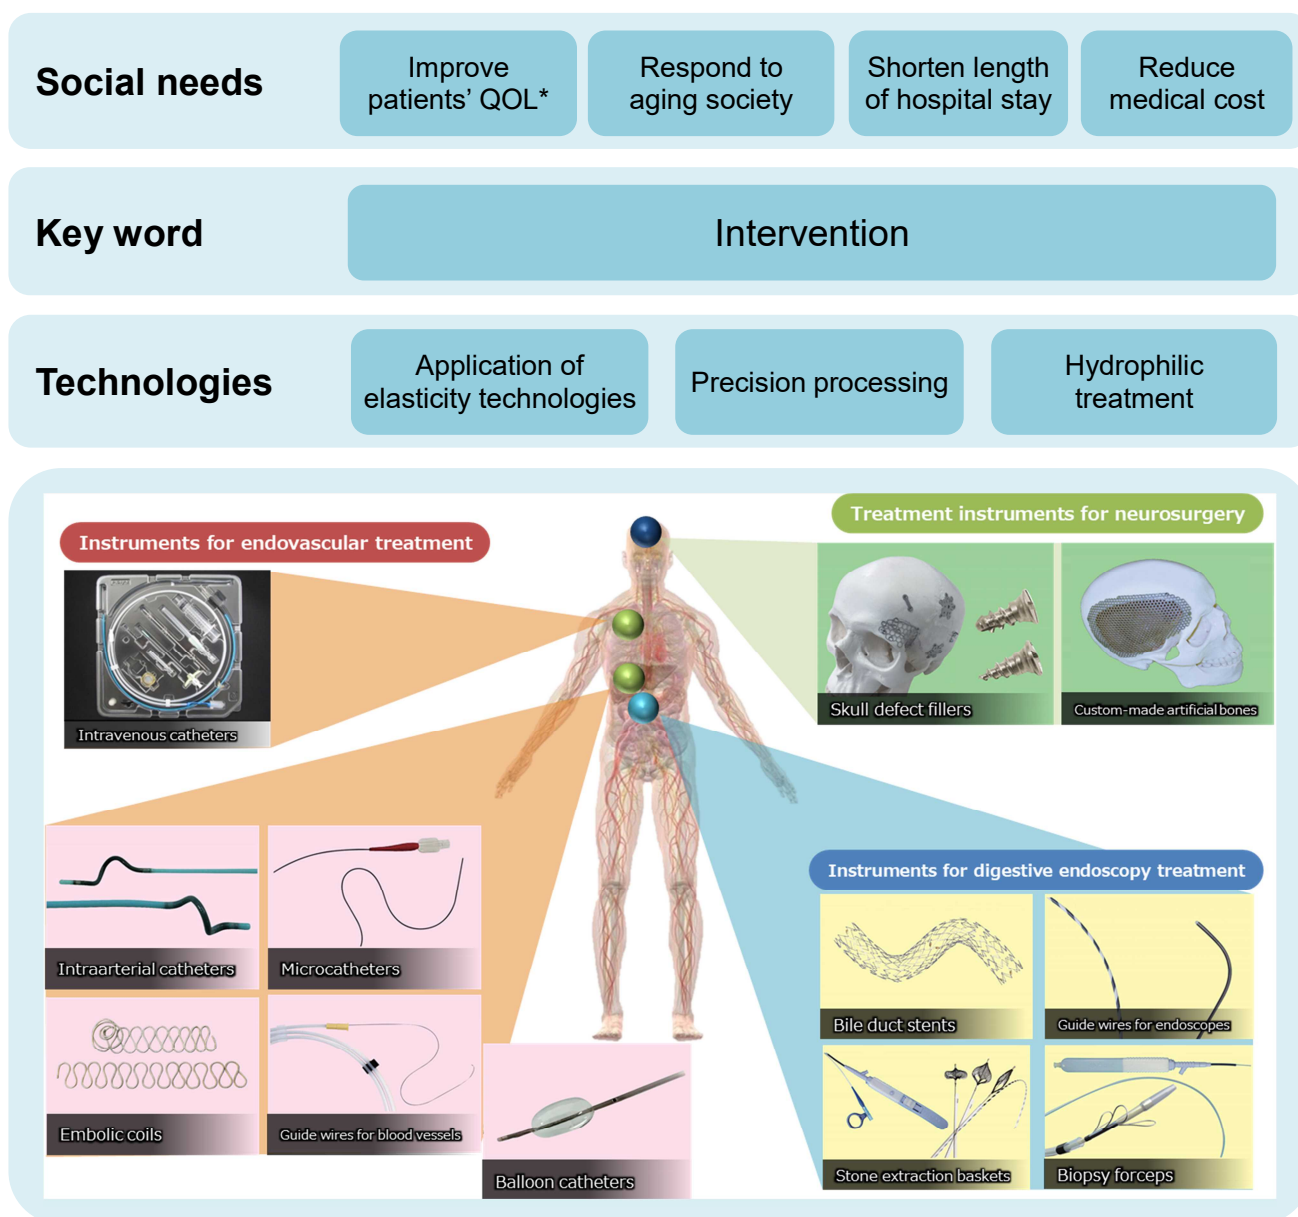 Social needs
Improve
patients’ QOL*
Respond to
aging society
Shorten length
of hospital stay
Reduce
medical cost
Key word
Intervention
Technologies
Application of
elasticity technologies
Precision processing
Hydrophilic
treatment
Instruments for endovascular treatment
Intravenous catheters
Treatment instruments for neurosurgery
Skull defect fillers
Custom-made artificial bones
Intraarterial catheters
Microcatheters
Embolic coils
Guide wires for blood vessels
Balloon catheters
Instruments for digestive endoscopy treatment
Bile duct stents
Guide wires for endoscopes
Stone extraction baskets
Biopsy forceps